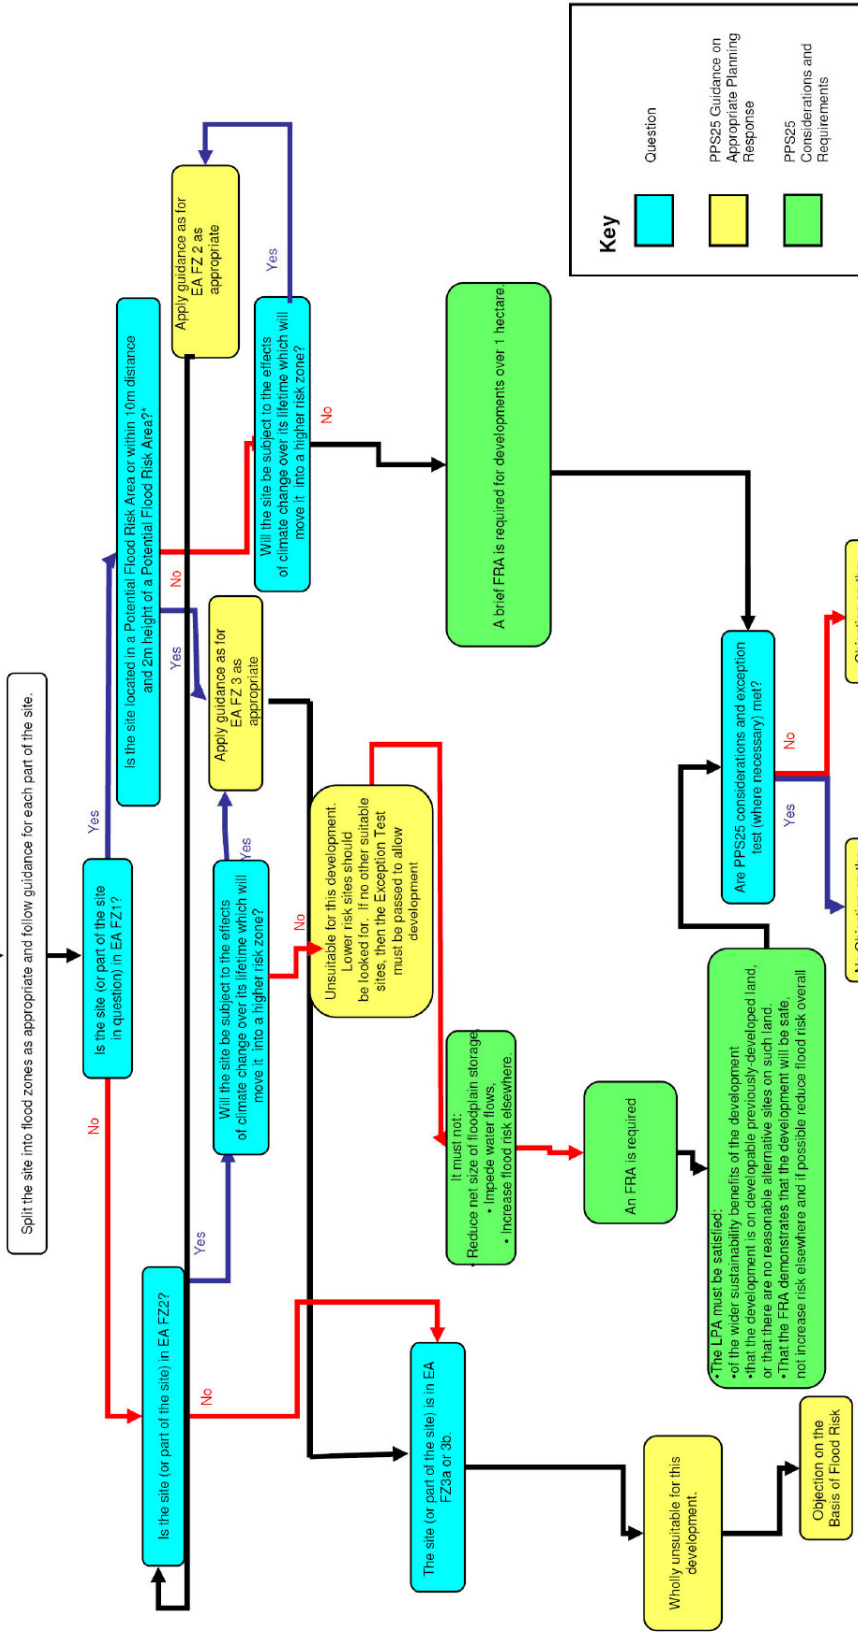 Split the site into flood zones as appropriate and follow guidance for each part of the site.
Is the site (or part of the site
in question) in EA FZ1?
No
Yes
Is the site (or part of the site) in EA FZ2?
No
Yes
Is the site located in a Potential Flood Risk Area or within 10m distance
and 2m height of a Potential Flood Risk Area?*
Yes
No
Apply guidance as for
EA FZ 2 as
appropriate
Will the site be subject to the effects
of climate change over its lifetime which will
move it into a higher risk zone?
Yes
No
Apply guidance as for
EA FZ 3 as
appropriate
Will the site be subject to the effects
of climate change over its lifetime which will
move it into a higher risk zone?
Yes
No
Unsuitable for this development.
Lower risk sites should
be looked for. If no other suitable
sites, then the Exception Test
must be passed to allow
development
The site (or part of the site) is in EA
FZ3a or 3b.
It must not:
• Reduce net size of floodplain storage,
• Impede water flows,
• Increase flood risk elsewhere.
A brief FRA is required for developments over 1 hectare.
An FRA is required
Wholly unsuitable for this
development.
•The LPA must be satisfied:
•of the wider sustainability benefits of the development
•that the development is on developable previously-developed land,
or that there are no reasonable alternative sites on such land.
•That the FRA demonstrates that the development will be safe,
not increase risk elsewhere and if possible reduce flood risk overall
Are PPS25 considerations and exception
test (where necessary) met?
Yes
No
Objection on the
Basis of Flood Risk
Key
Question
PPS25 Guidance on
Appropriate Planning
Response
PPS25
Considerations and
Requirements